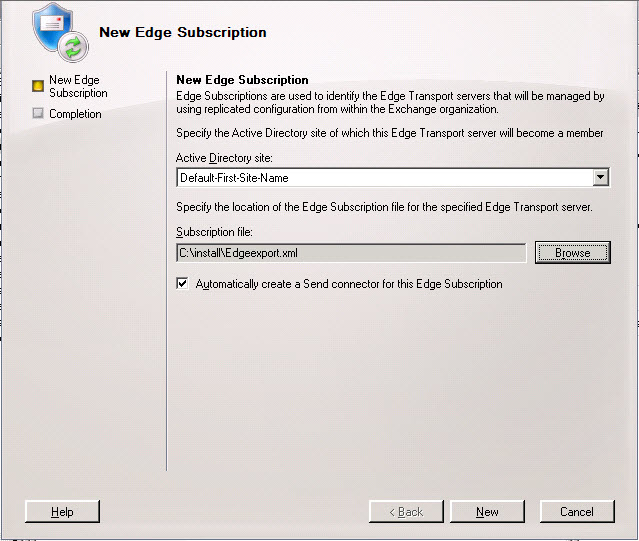 New Edge Subscription
New Edge
Subscription
Completion
New Edge Subscription
Edge Subscriptions are used to identify the Edge Transport servers that will be managed by
using replicated configuration from within the Exchange organization.
Specify the Active Directory site of which this Edge Transport server will become a member
Active Directory site:
Default-First-Site-Name
Specify the location of the Edge Subscription file for the specified Edge Transport server.
Subscription file:
C:\install\Edgeexport.xml
Browse
Automatically create a Send connector for this Edge Subscription
Help
< Back
New
Cancel